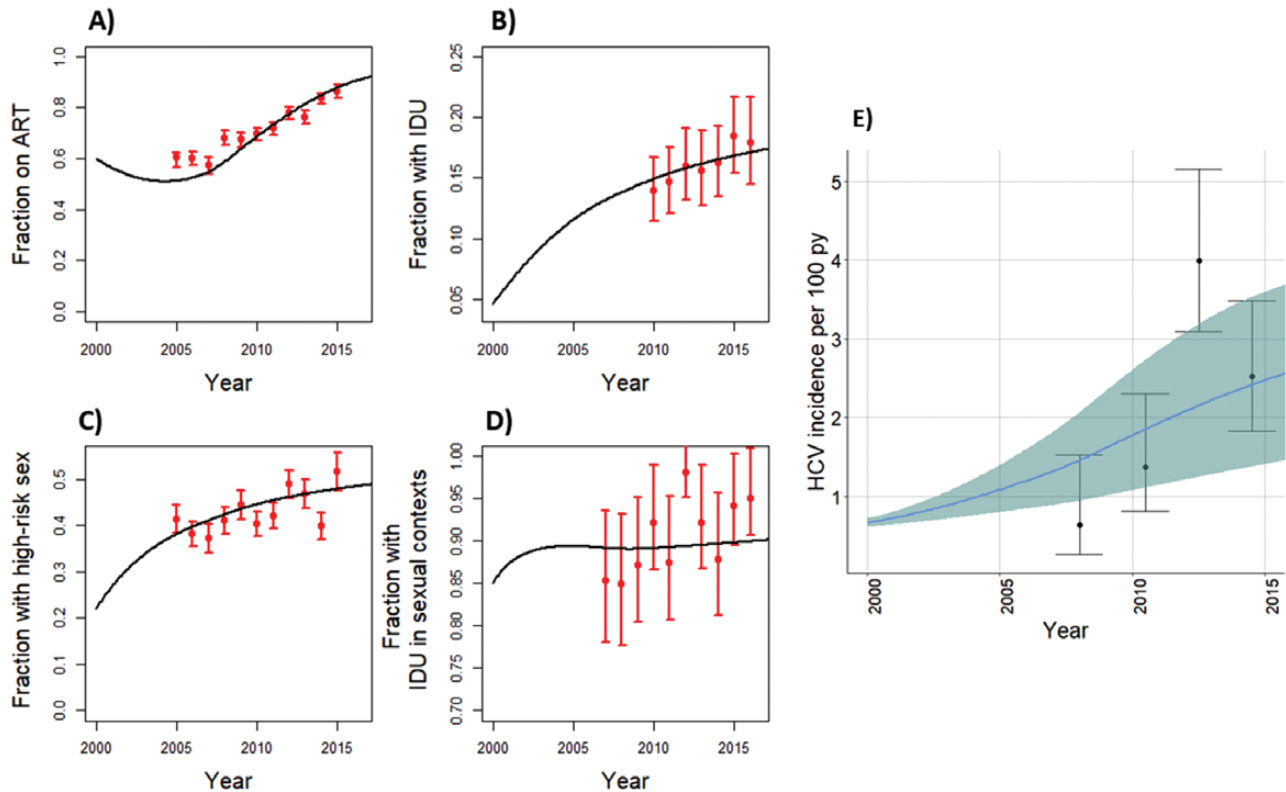 A)
Fraction on ART
1.0
0.8
0.6
0.4
0.2
0.0
2000 2005 2010 2015
Year
B)
Fraction with IDU
0.25
0.20
0.15
0.10
0.05
2000 2005 2010 2015
Year
C)
Fraction with high-risk sex
0.5
0.4
0.3
0.2
0.1
0.0
2000 2005 2010 2015
Year
D)
Fraction with
IDU in sexual contexts
1.00
0.95
0.90
0.85
0.80
0.75
0.70
2000 2005 2010 2015
Year
E)
HCV incidence per 100 py
5
4
3
2
1
2000 2005 2010 2015
Year